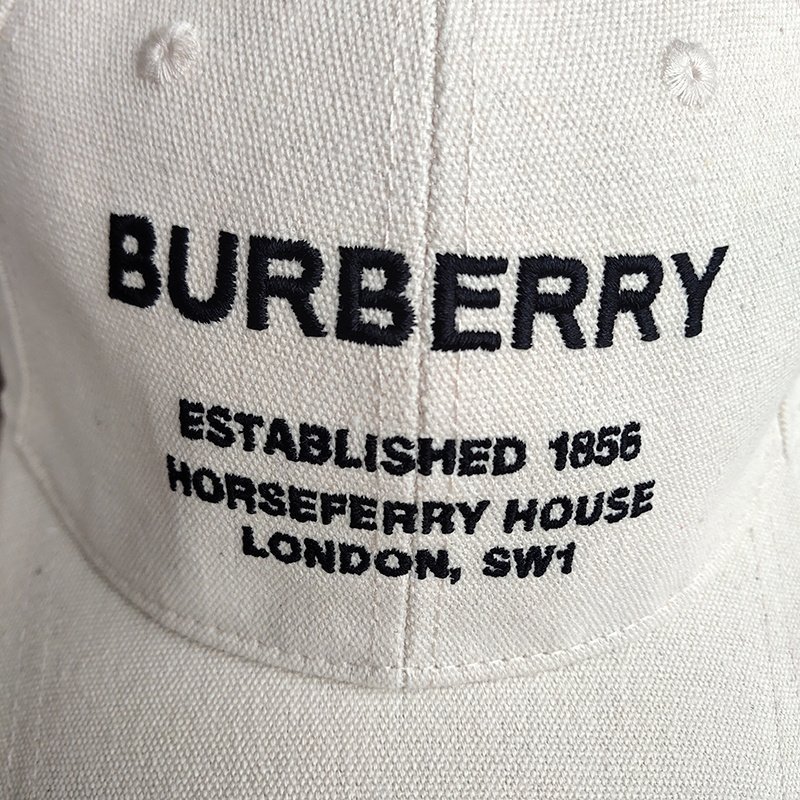 BURBERRY
ESTABLISHED 1856
HORSEFERRY HOUSE
LONDON, SW1